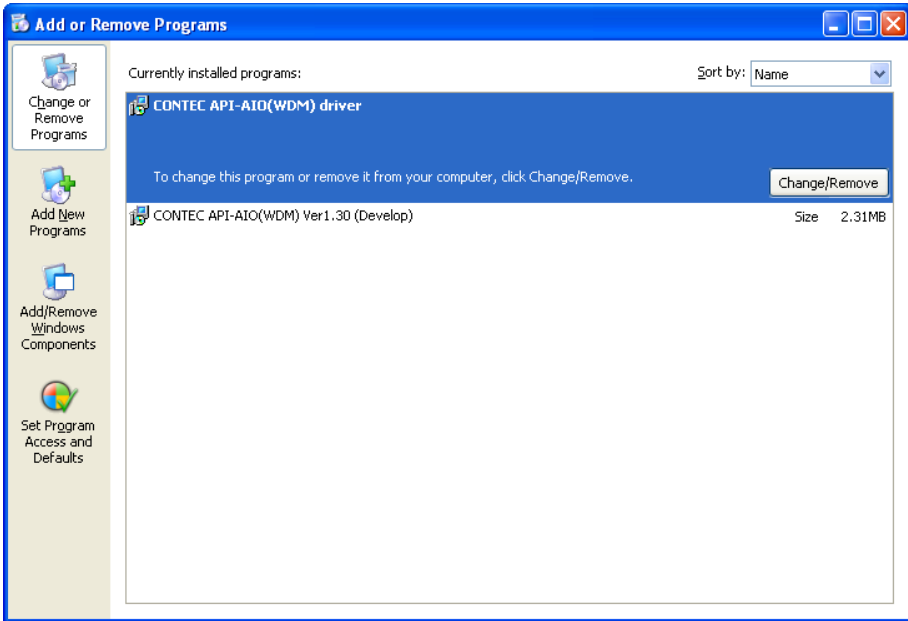 Add or Remove Programs
Change or
Remove
Programs
Add New
Programs
Add/Remove
Windows
Components
Set Program
Access and
Defaults
Currently installed programs:
Sort by: Name
CONTEC API-AIO(WDM) driver
To change this program or remove it from your computer, click Change/Remove.
Change/Remove
CONTEC API-AIO(WDM) Ver1.30 (Develop) Size 2.31MB